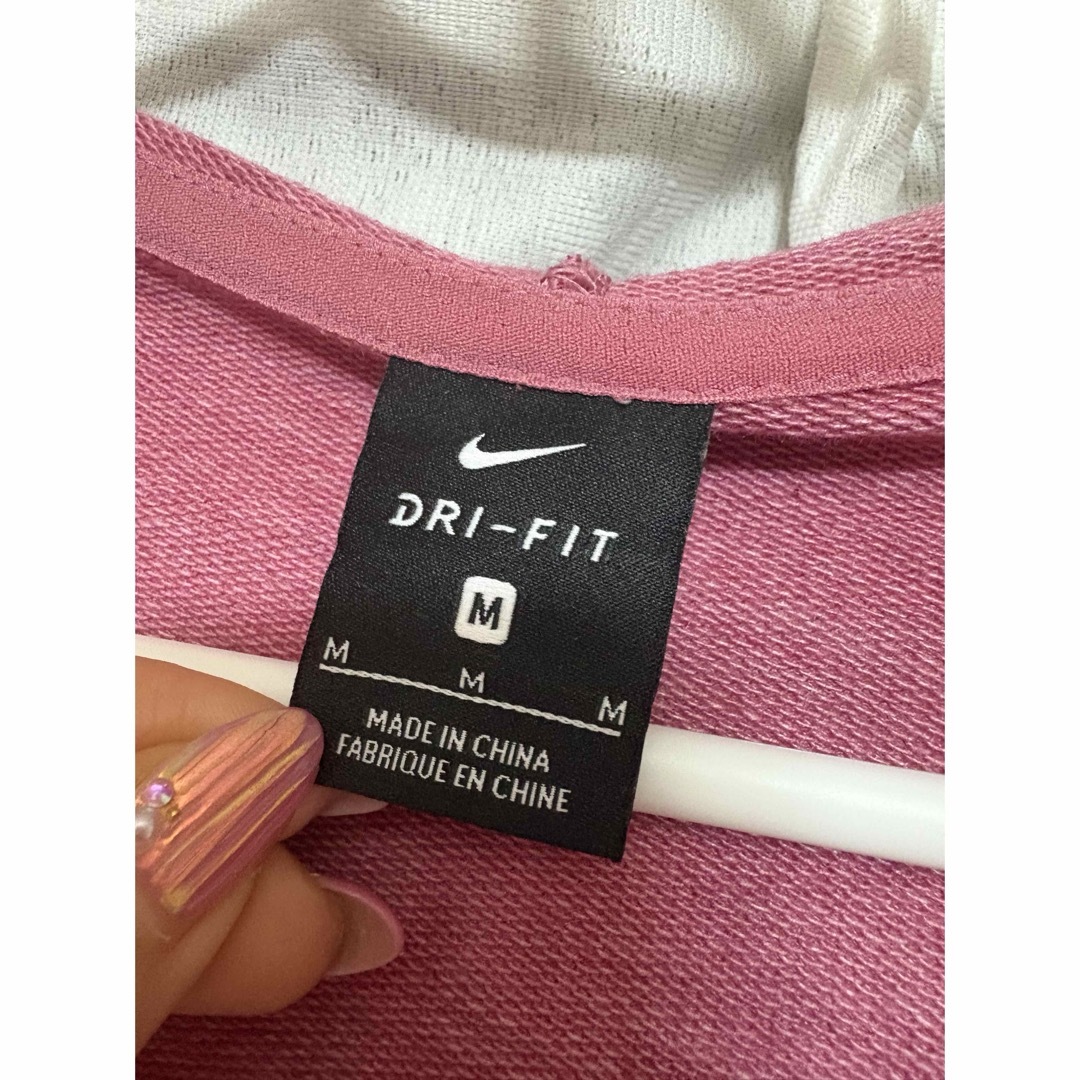 DRI-FIT
M
M M M
MADE IN CHINA
FABRIQUE EN CHINE